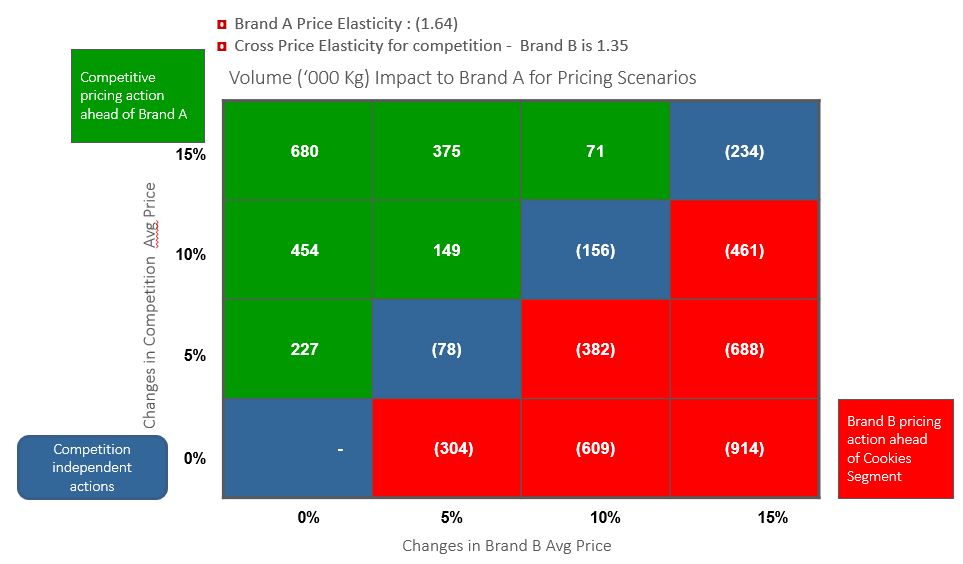 Brand A Price Elasticity : (1.64)
Cross Price Elasticity for competition - Brand B is 1.35
Volume (‘000 Kg) Impact to Brand A for Pricing Scenarios
Competitive
pricing action
ahead of Brand A
Changes in Competition Avg Price
15%
680
375
71
(234)
10%
454
149
(156)
(461)
5%
227
(78)
(382)
(688)
0%
-
(304)
(609)
(914)
Competition
independent
actions
Brand B pricing
action ahead
of Cookies
Segment
0%
5%
10%
15%
Changes in Brand B Avg Price